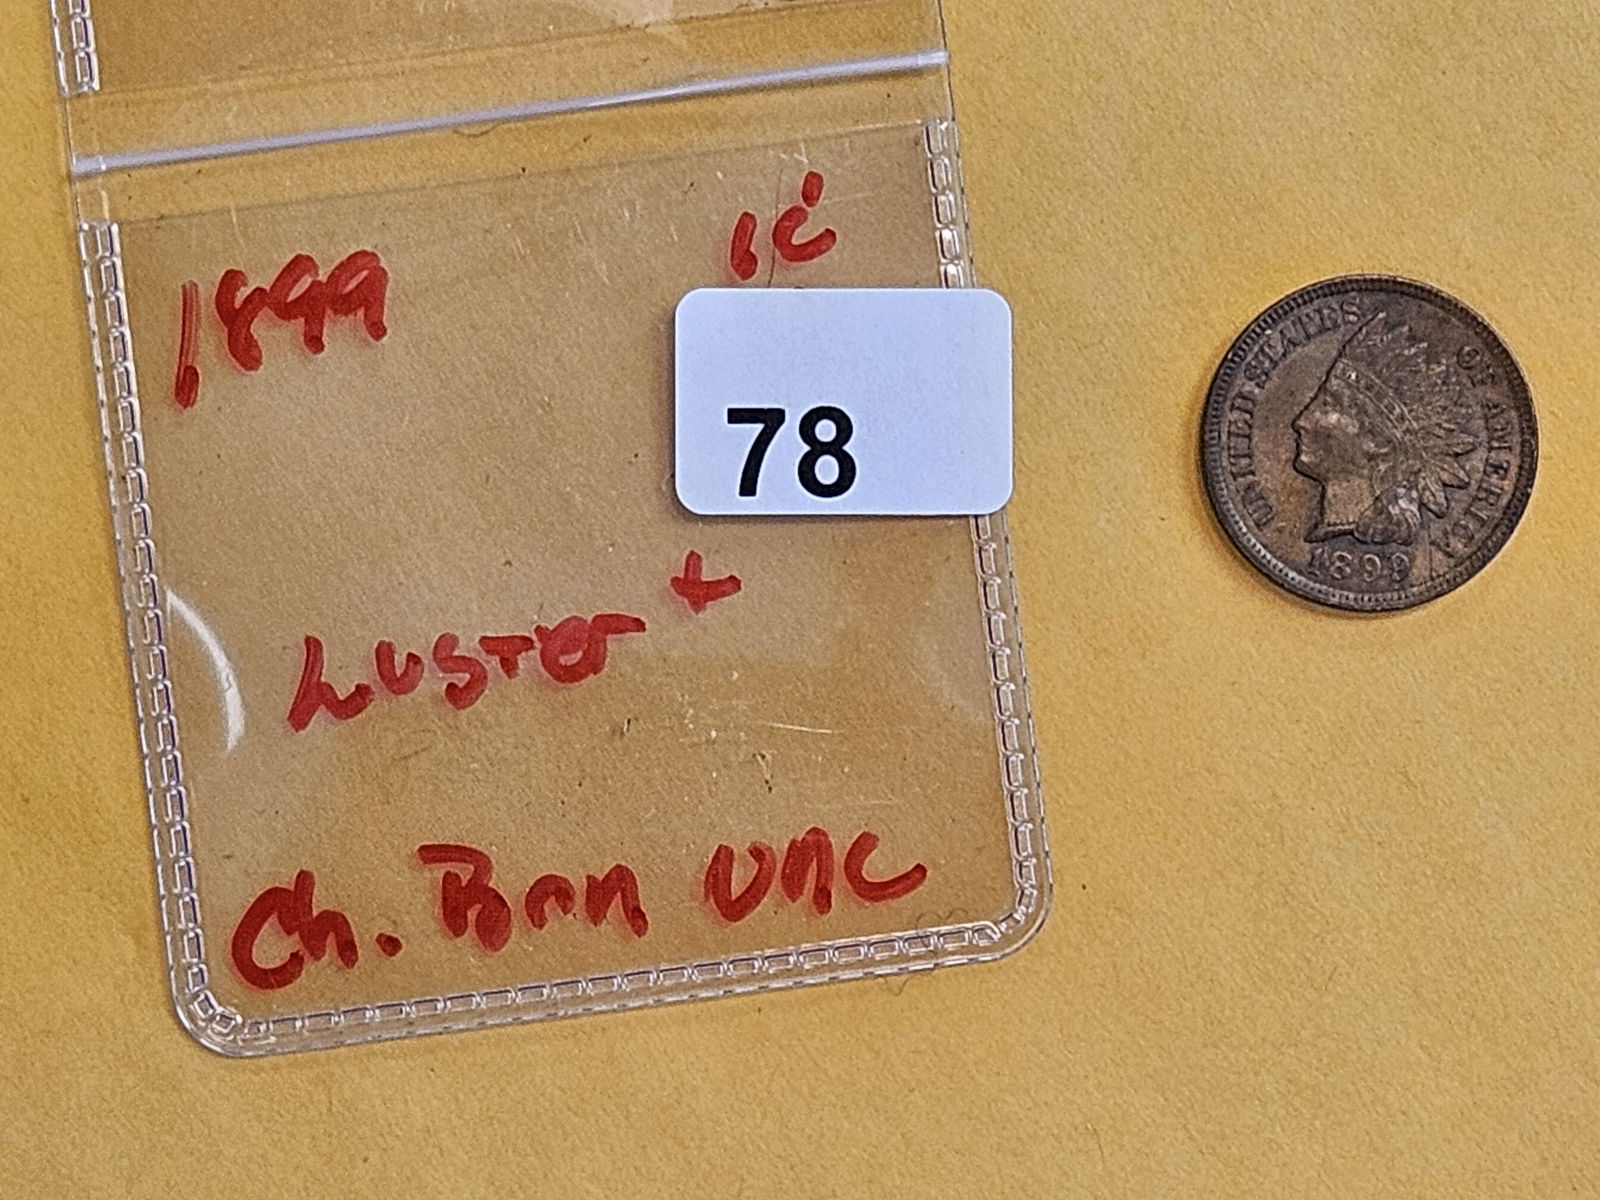 1899
1¢
78
Luster +
Ch. Brn UNC
UNITED STATES OF AMERICA
1899